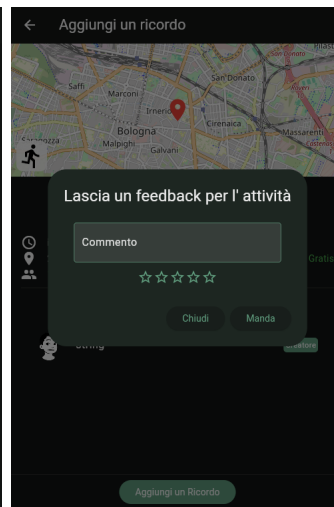 Aggiungi un ricordo
San Donato
Saffi
Marconi
Irnerio
Cirenaica
Bologna
Massarenti
Malpighi
Galvani
Lascia un feedback per l' attività
Commento
Gratis
Chiudi
Manda
String
Creatore
Aggiungi un Ricordo